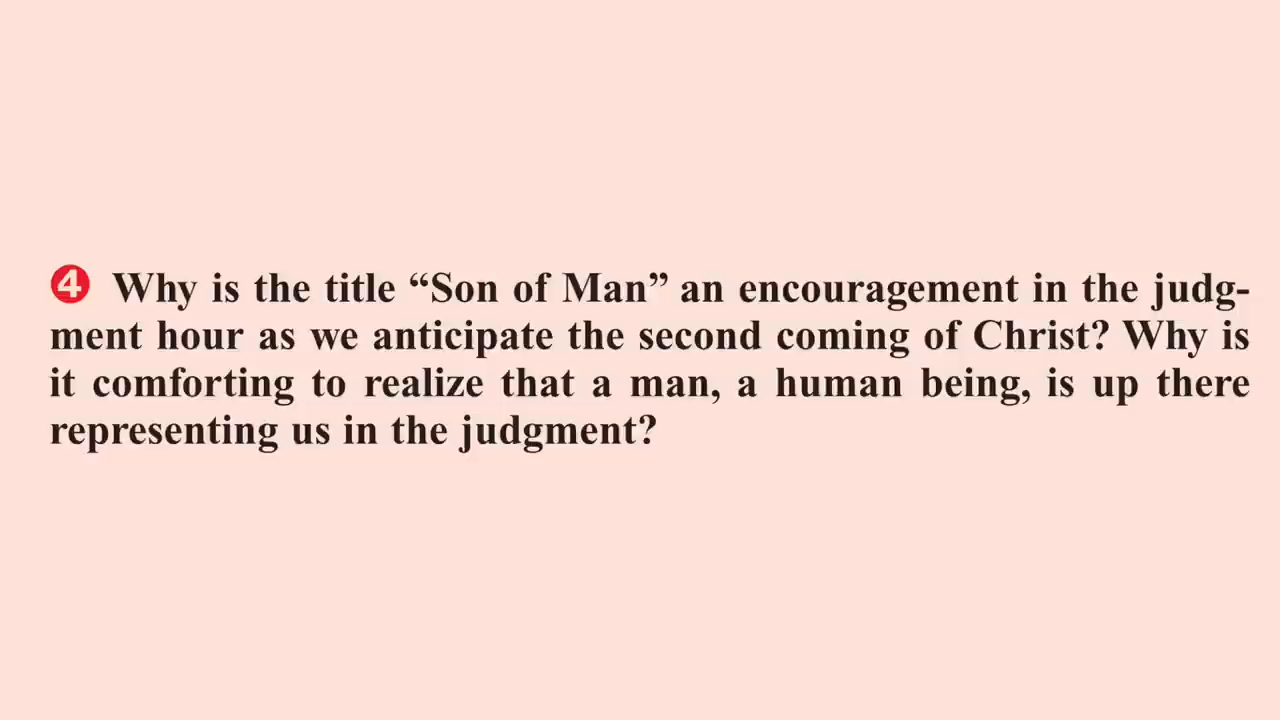 4 Why is the title “Son of Man” an encouragement in the judg-
ment hour as we anticipate the second coming of Christ? Why is
it comforting to realize that a man, a human being, is up there
representing us in the judgment?